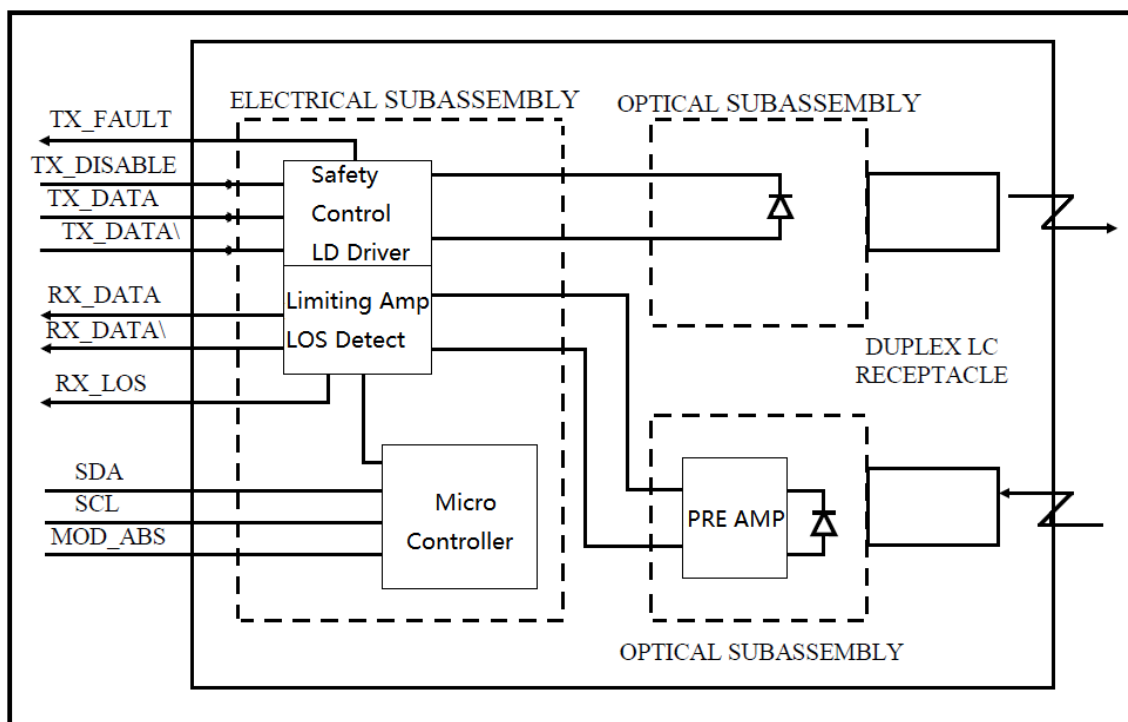 ELECTRICAL SUBASSEMBLY
OPTICAL SUBASSEMBLY
TX_FAULT
TX_DISABLE
TX_DATA
TX_DATA\
Safety
Control
LD Driver
RX_DATA
RX_DATA\
RX_LOS
Limiting Amp
LOS Detect
DUPLEX LC
RECEPTACLE
SDA
SCL
MOD_ABS
Micro
Controller
PRE AMP
OPTICAL SUBASSEMBLY